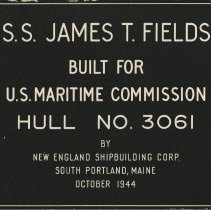 S.S. JAMES T. FIELDS
BUILT FOR
U.S. MARITIME COMMISSION
HULL NO. 3061
BY
NEW ENGLAND SHIPBUILDING CORP.
SOUTH PORTLAND, MAINE
OCTOBER 1944